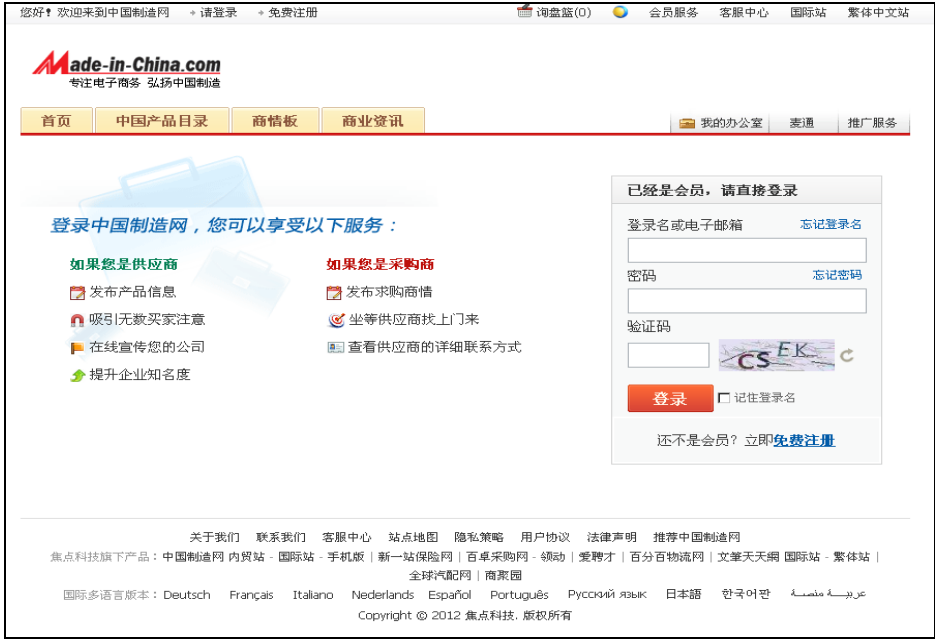 您好！欢迎来到中国制造网 请登录 免费注册 询盘篮(0) 会员服务 客服中心 国际站 繁体中文站
Made-in-China.com
专注电子商务 弘扬中国制造
首页 中国产品目录 商情板 商业资讯 我的办公室 麦通 推广服务
登录中国制造网，您可以享受以下服务：
如果您是供应商
发布产品信息
吸引无数买家注意
在线宣传您的公司
提升企业知名度
如果您是采购商
发布求购商情
坐等供应商找上门来
查看供应商的详细联系方式
已经是会员，请直接登录
登录名或电子邮箱 忘记登录名
密码 忘记密码
验证码
CSEK
登录 记住登录名
还不是会员？立即免费注册
关于我们 联系我们 客服中心 站点地图 隐私策略 用户协议 法律声明 推荐中国制造网
焦点科技旗下产品：中国制造网 内贸站 - 国际站 - 手机版 | 新一站保险网 | 百卓采购网 - 领动 | 爱聘才 | 百分百物流网 | 文筆天天網 国际站 - 繁体站 |
全球汽配网 | 商聚园
国际多语言版本：Deutsch Français Italiano Nederlands Español Português Русский язык 日本語 한국어판 عربية منصة
Copyright © 2012 焦点科技. 版权所有